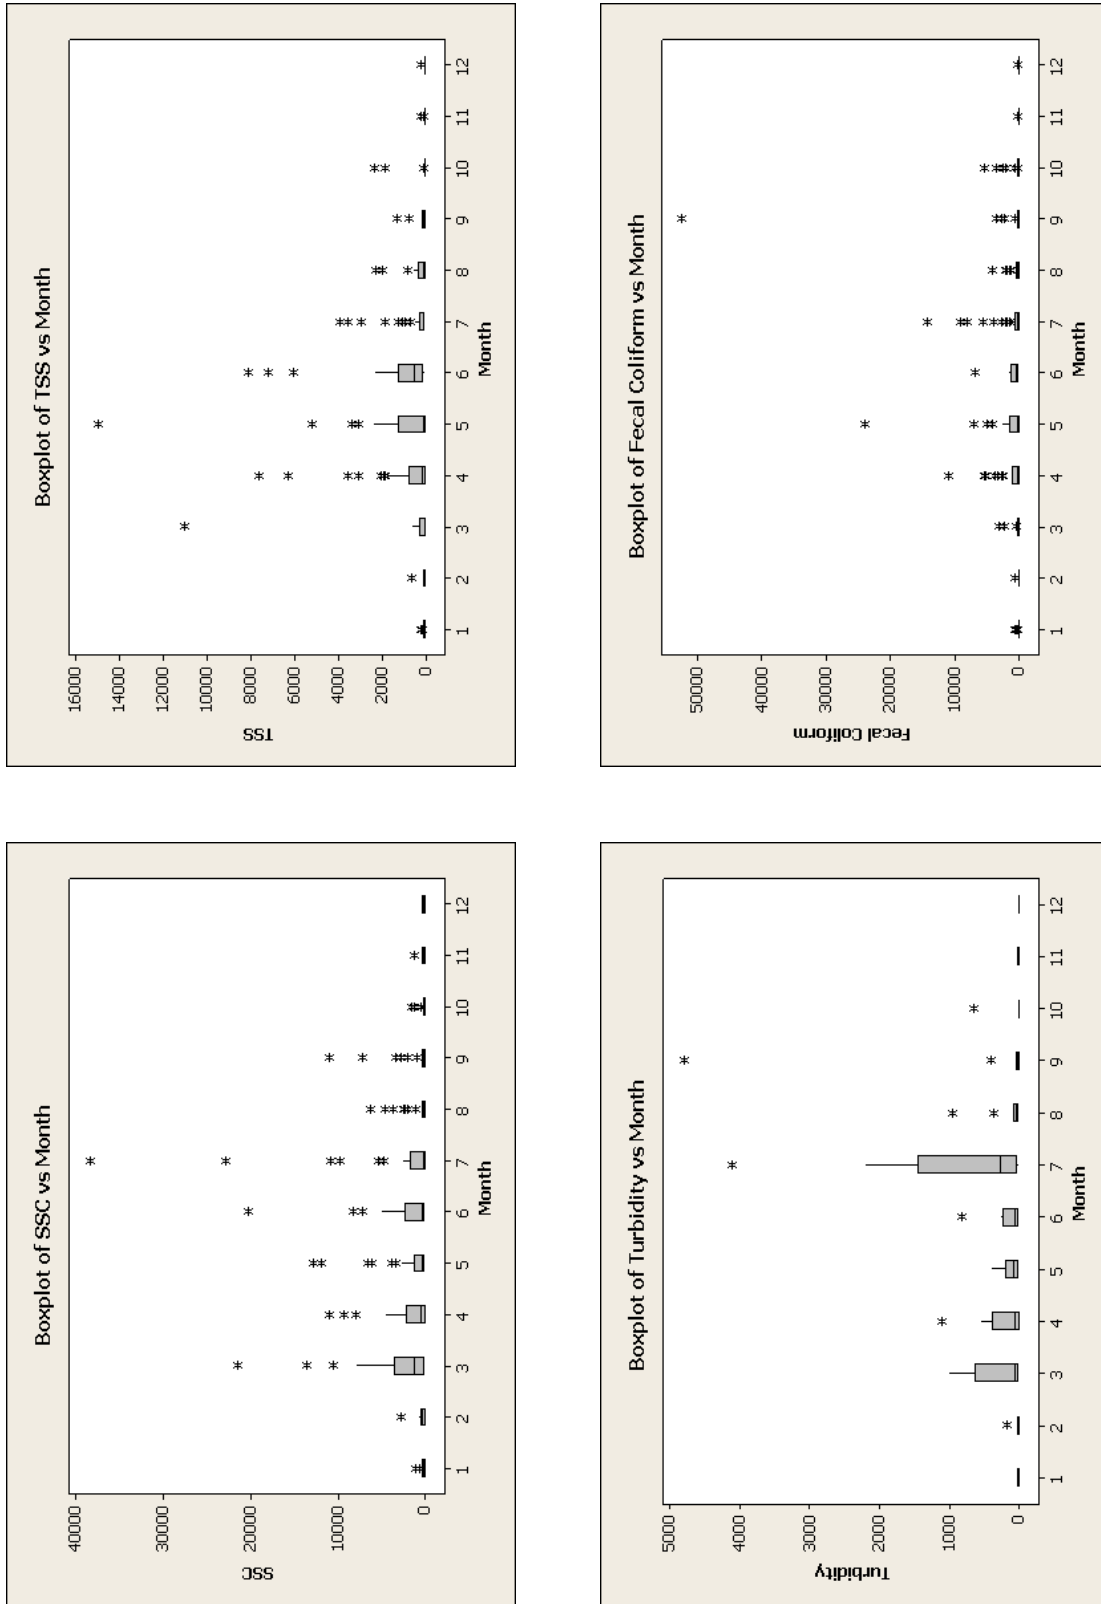 Boxplot of SSC vs Month
SSC
40000
30000
20000
10000
0
1 2 3 4 5 6 7 8 9 10 11 12
Month
Boxplot of TSS vs Month
TSS
16000
14000
12000
10000
8000
6000
4000
2000
0
1 2 3 4 5 6 7 8 9 10 11 12
Month
Boxplot of Turbidity vs Month
Turbidity
5000
4000
3000
2000
1000
0
1 2 3 4 5 6 7 8 9 10 11 12
Month
Boxplot of Fecal Coliform vs Month
Fecal Coliform
50000
40000
30000
20000
10000
0
1 2 3 4 5 6 7 8 9 10 11 12
Month